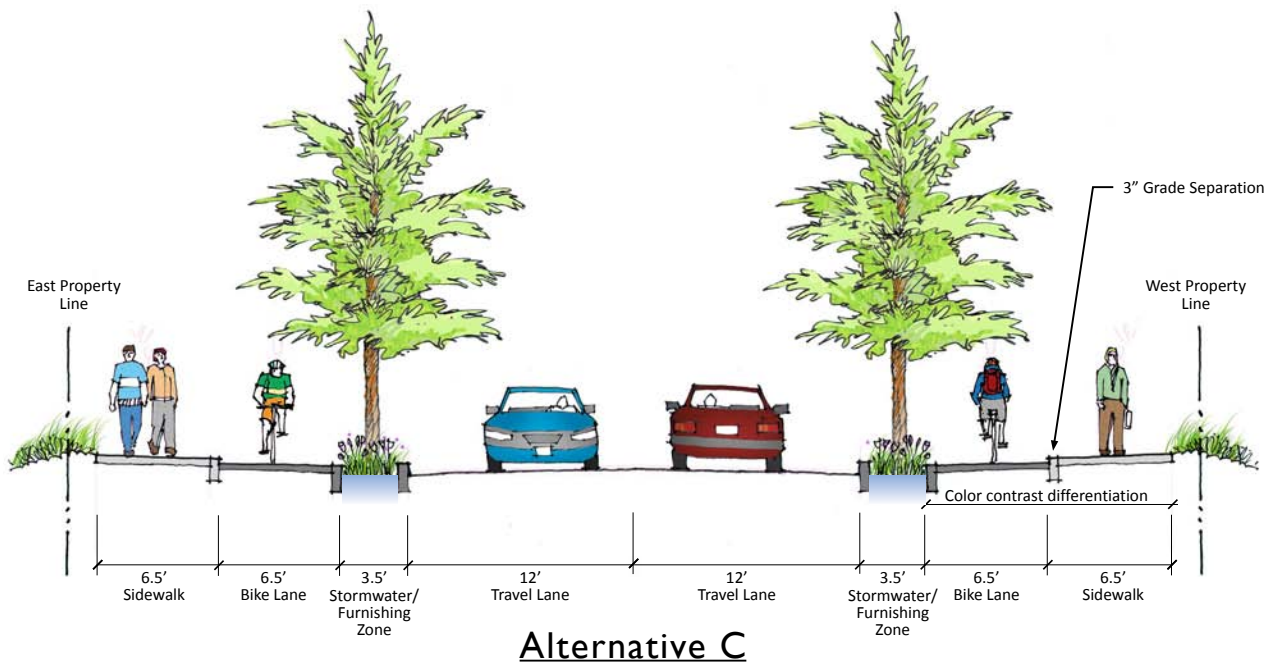 3” Grade Separation
East Property
Line
West Property
Line
Color contrast differentiation
6.5’
Sidewalk
6.5’
Bike Lane
3.5’
Stormwater/
Furnishing
Zone
12’
Travel Lane
12’
Travel Lane
3.5’
Stormwater/
Furnishing
Zone
6.5’
Bike Lane
6.5’
Sidewalk
Alternative C